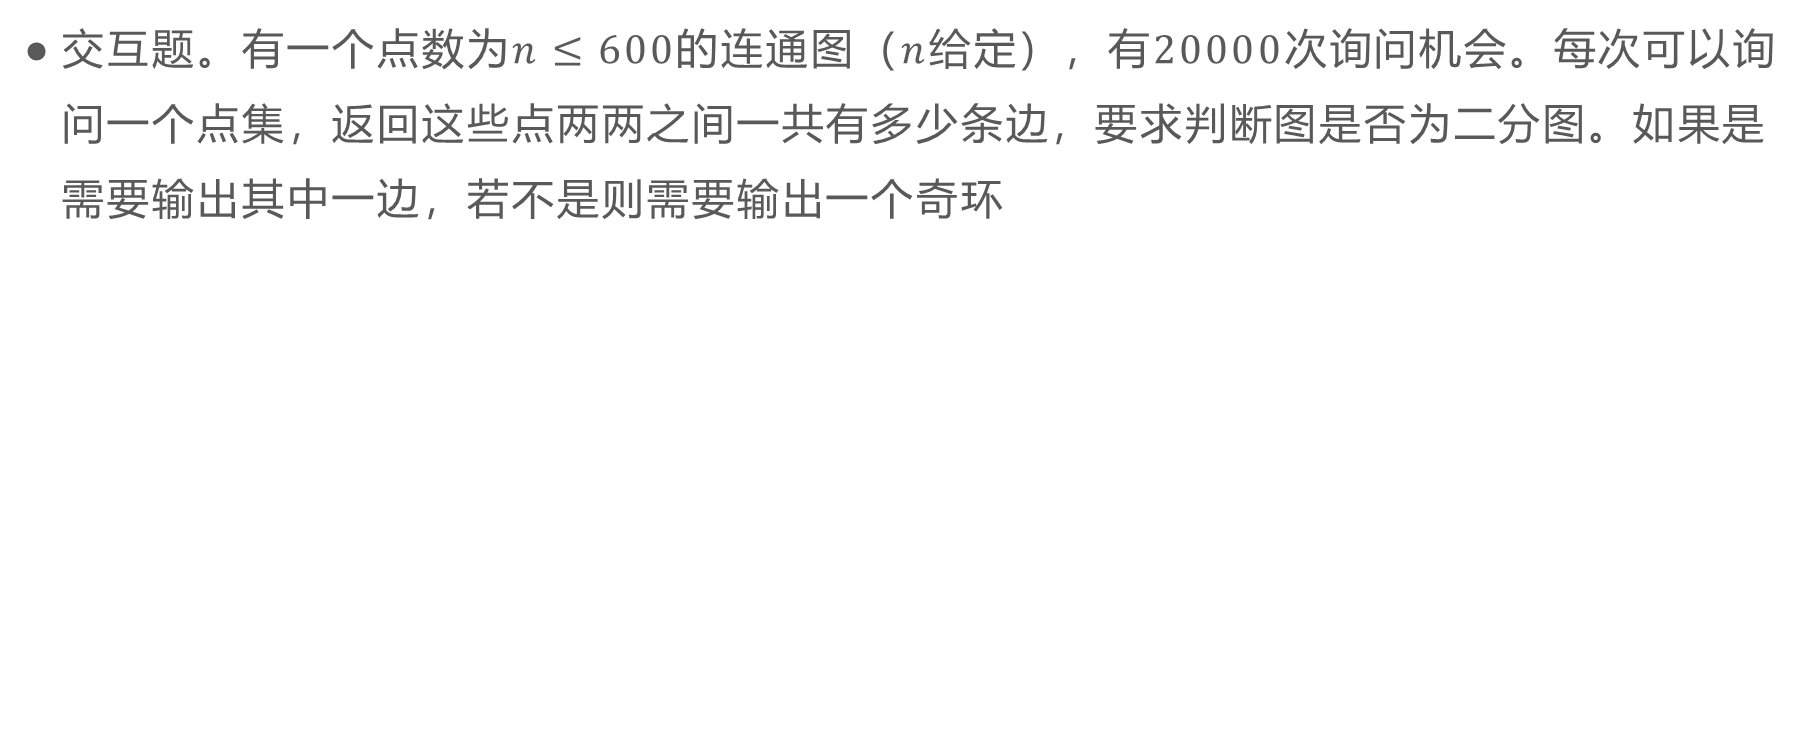 • 交互题。有一个点数为n ≤ 600的连通图（n给定），有20000次询问机会。每次可以询
问一个点集，返回这些点两两之间一共有多少条边，要求判断图是否为二分图。如果是
需要输出其中一边，若不是则需要输出一个奇环